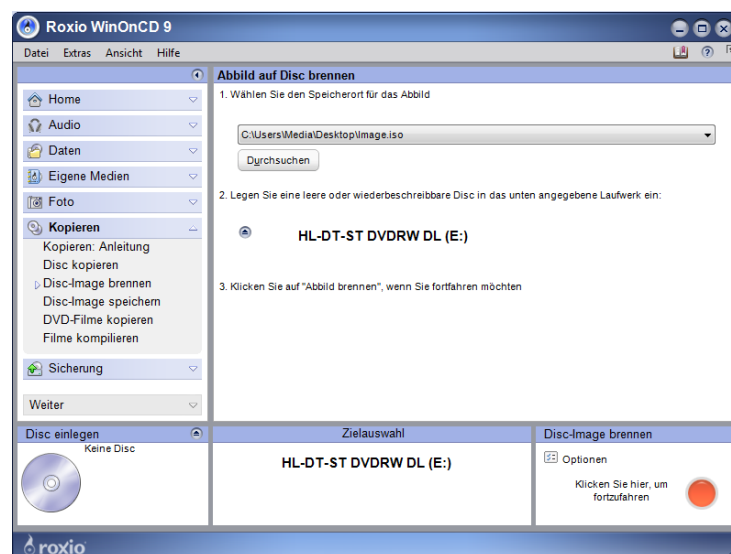 Roxio WinOnCD 9
Datei Extras Ansicht Hilfe
Abbild auf Disc brennen
Home
Audio
Daten
Eigene Medien
Foto
Kopieren
Kopieren: Anleitung
Disc kopieren
Disc-Image brennen
Disc-Image speichern
DVD-Filme kopieren
Filme kompilieren
Sicherung
Weiter
1. Wählen Sie den Speicherort für das Abbild
C:\Users\Media\Desktop\Image.iso
Durchsuchen
2. Legen Sie eine leere oder wiederbeschreibbare Disc in das unten angegebene Laufwerk ein:
HL-DT-ST DVDRW DL (E:)
3. Klicken Sie auf "Abbild brennen", wenn Sie fortfahren möchten
Disc einlegen
Keine Disc
Zielauswahl
HL-DT-ST DVDRW DL (E:)
Disc-Image brennen
Optionen
Klicken Sie hier, um
fortzufahren
roxio